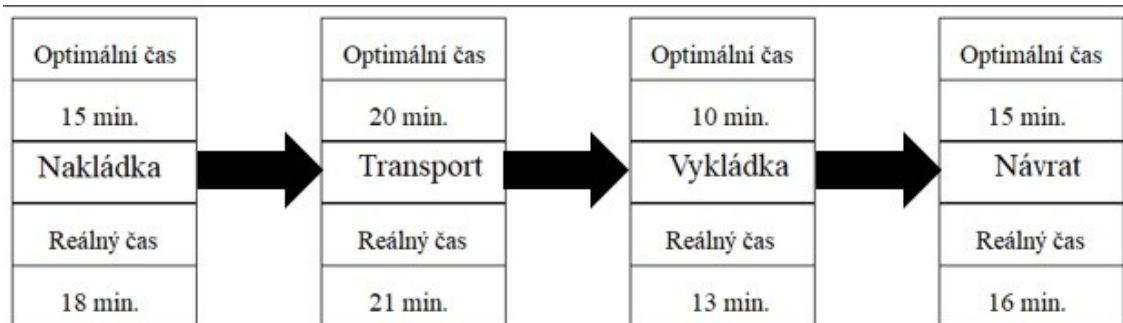 Optimální čas
15 min.
Nakládka
Reálný čas
18 min.
Optimální čas
20 min.
Transport
Reálný čas
21 min.
Optimální čas
10 min.
Vykládka
Reálný čas
13 min.
Optimální čas
15 min.
Návrat
Reálný čas
16 min.